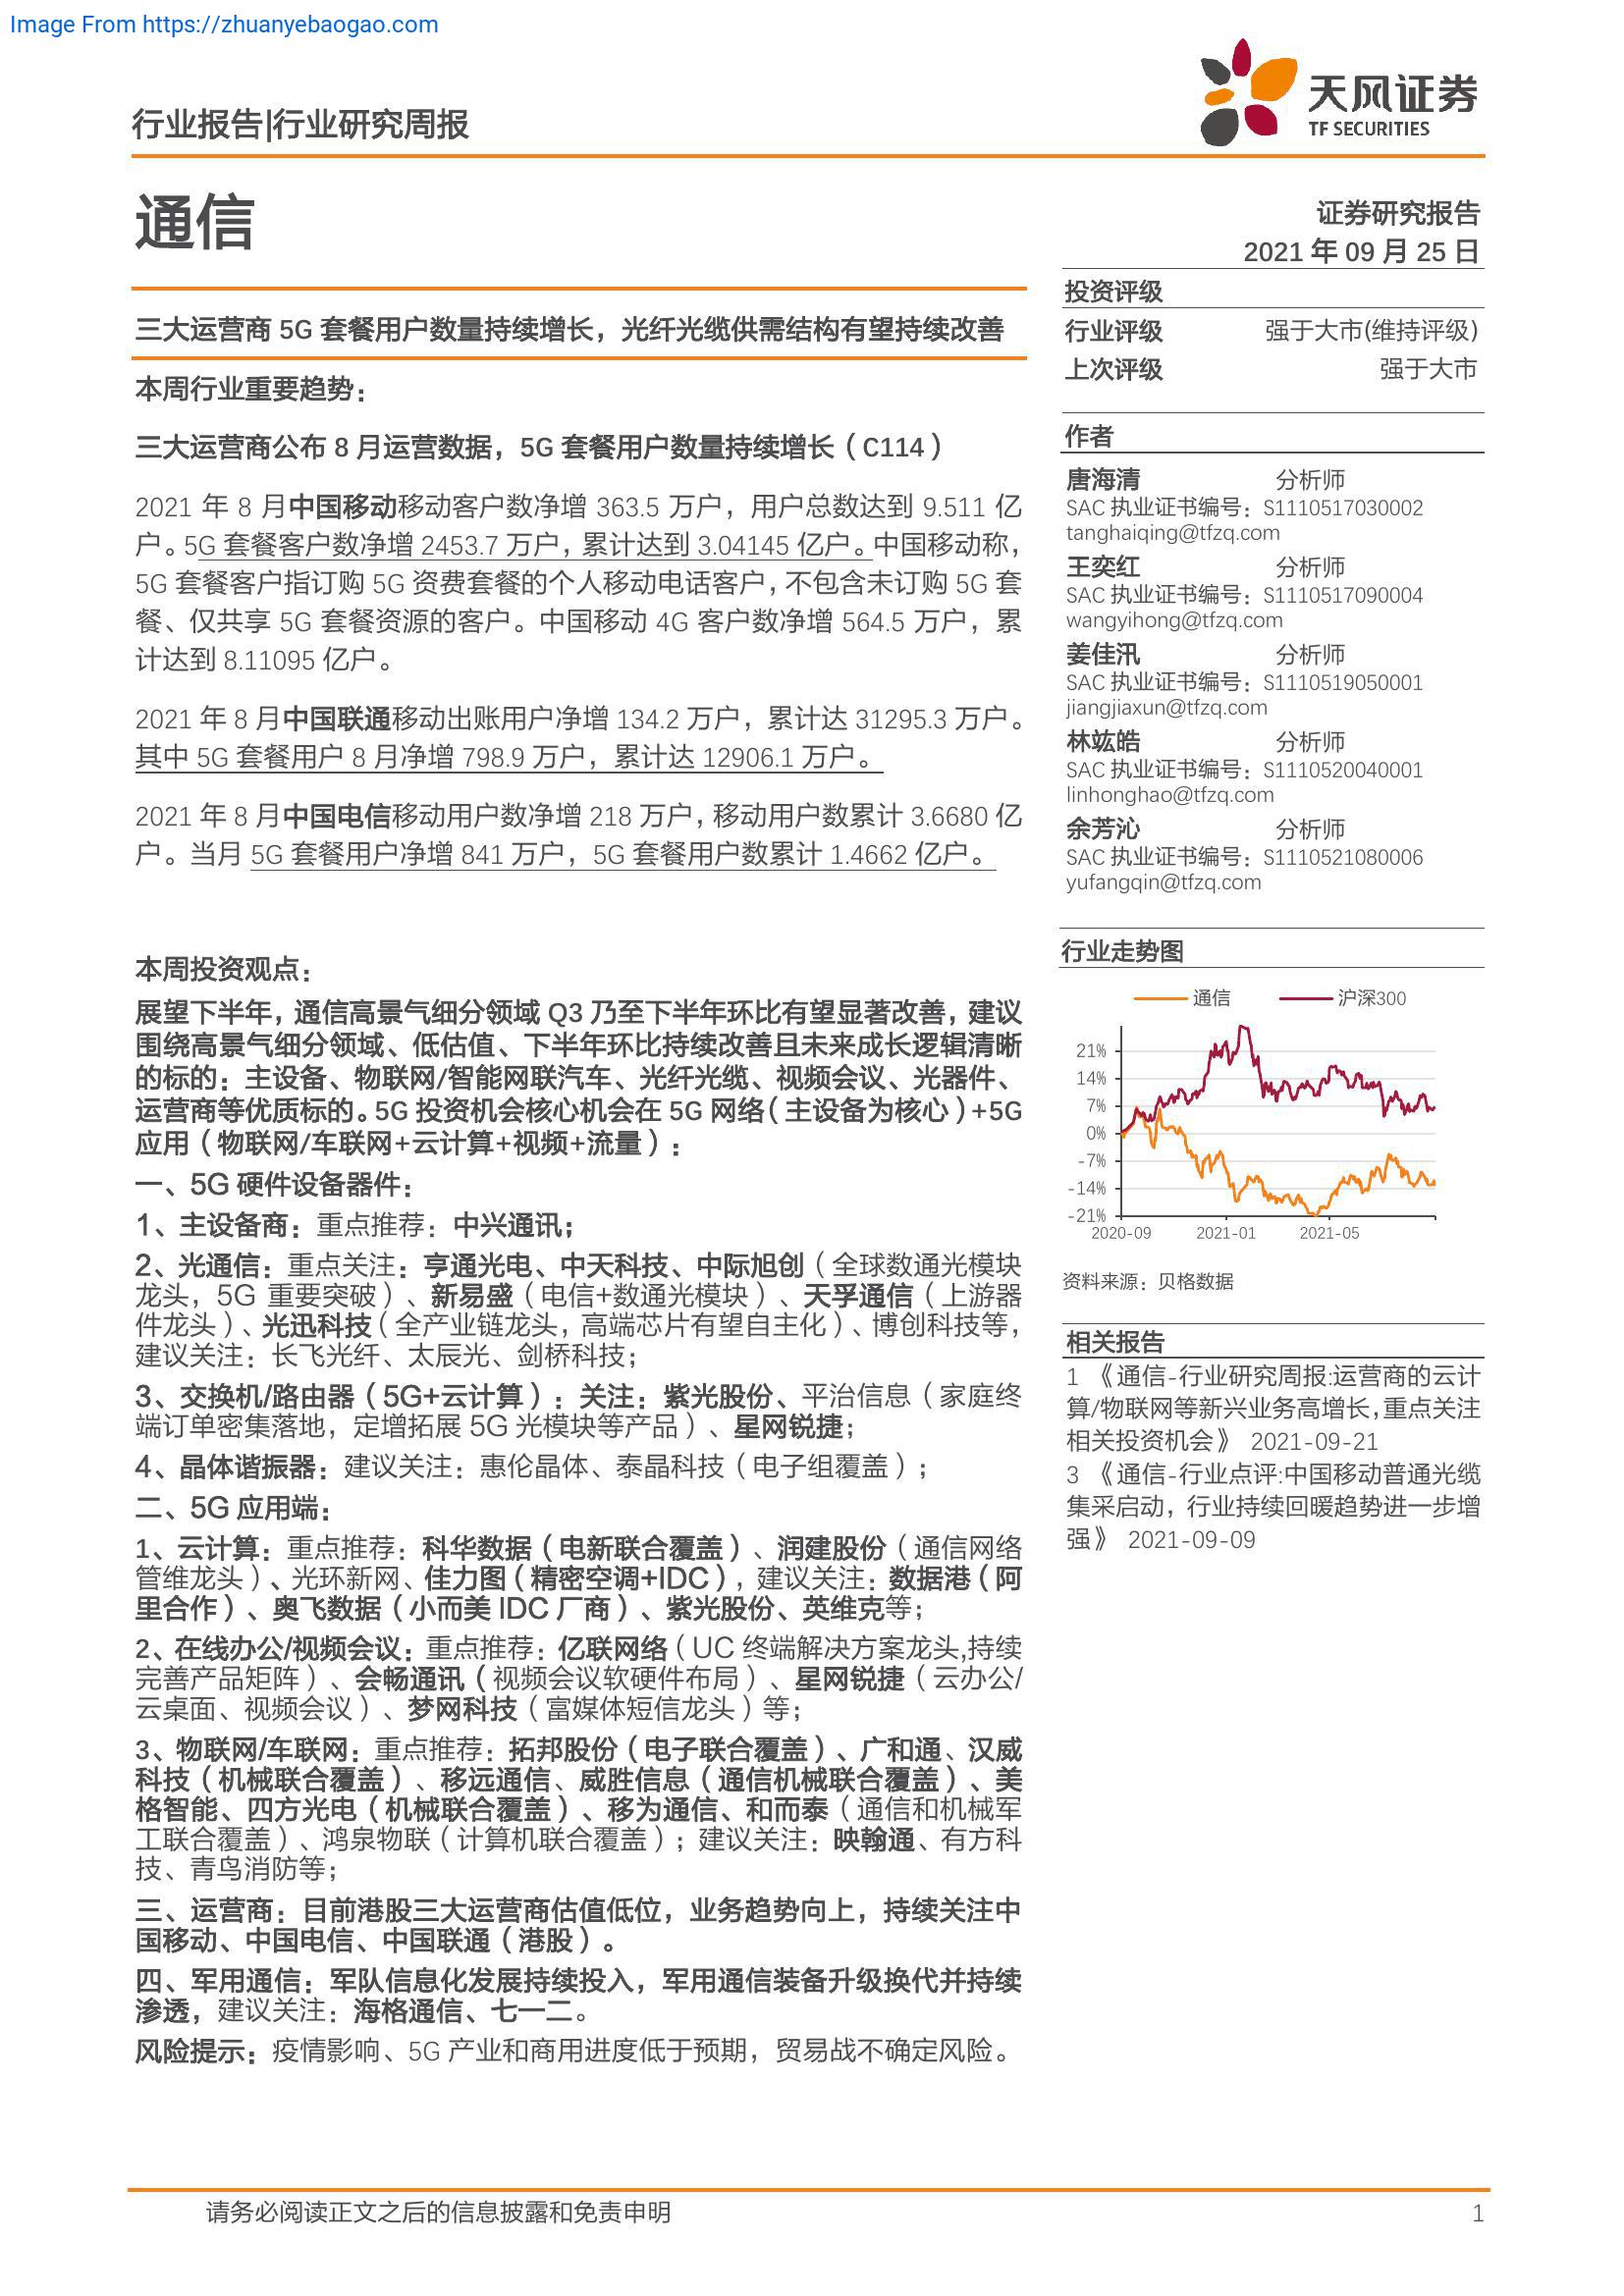 Image From https://zhuanyebaogao.com
行业报告|行业研究周报
天风证券
TF SECURITIES
通信
证券研究报告
2021 年 09 月 25 日
三大运营商 5G 套餐用户数量持续增长，光纤光缆供需结构有望持续改善
本周行业重要趋势：
三大运营商公布 8 月运营数据，5G 套餐用户数量持续增长（C114）
2021 年 8 月中国移动移动客户数净增 363.5 万户，用户总数达到 9.511 亿
户。5G 套餐客户数净增 2453.7 万户，累计达到 3.04145 亿户。中国移动称，
5G 套餐客户指订购 5G 资费套餐的个人移动电话客户，不包含未订购 5G 套
餐、仅共享 5G 套餐资源的客户。中国移动 4G 客户数净增 564.5 万户，累
计达到 8.11095 亿户。
2021 年 8 月中国联通移动出账用户净增 134.2 万户，累计达 31295.3 万户。
其中 5G 套餐用户 8 月净增 798.9 万户，累计达 12906.1 万户。
2021 年 8 月中国电信移动用户数净增 218 万户，移动用户数累计 3.6680 亿
户。当月 5G 套餐用户净增 841 万户，5G 套餐用户数累计 1.4662 亿户。
本周投资观点：
展望下半年，通信高景气细分领域 Q3 乃至下半年环比有望显著改善，建议
围绕高景气细分领域、低估值、下半年环比持续改善且未来成长逻辑清晰
的标的：主设备、物联网/智能网联汽车、光纤光缆、视频会议、光器件、
运营商等优质标的。5G 投资机会核心机会在 5G 网络（主设备为核心）+5G
应用（物联网/车联网+云计算+视频+流量）：
一、5G 硬件设备器件：
1、主设备商：重点推荐：中兴通讯；
2、光通信：重点关注：亨通光电、中天科技、中际旭创（全球数通光模块
龙头，5G 重要突破）、新易盛（电信+数通光模块）、天孚通信（上游器
件龙头）、光迅科技（全产业链龙头，高端芯片有望自主化）、博创科技等，
建议关注：长飞光纤、太辰光、剑桥科技；
3、交换机/路由器（5G+云计算）：关注：紫光股份、平治信息（家庭终
端订单密集落地，定增拓展 5G 光模块等产品）、星网锐捷；
4、晶体谐振器：建议关注：惠伦晶体、泰晶科技（电子组覆盖）；
二、5G 应用端：
1、云计算：重点推荐：科华数据（电新联合覆盖）、润建股份（通信网络
管维龙头）、光环新网、佳力图（精密空调+IDC），建议关注：数据港（阿
里合作）、奥飞数据（小而美 IDC 厂商）、紫光股份、英维克等；
2、在线办公/视频会议：重点推荐：亿联网络（UC 终端解决方案龙头,持续
完善产品矩阵）、会畅通讯（视频会议软硬件布局）、星网锐捷（云办公/
云桌面、视频会议）、梦网科技（富媒体短信龙头）等；
3、物联网/车联网：重点推荐：拓邦股份（电子联合覆盖）、广和通、汉威
科技（机械联合覆盖）、移远通信、威胜信息（通信机械联合覆盖）、美
格智能、四方光电（机械联合覆盖）、移为通信、和而泰（通信和机械军
工联合覆盖）、鸿泉物联（计算机联合覆盖）；建议关注：映翰通、有方科
技、青鸟消防等；
三、运营商：目前港股三大运营商估值低位，业务趋势向上，持续关注中
国移动、中国电信、中国联通（港股）。
四、军用通信：军队信息化发展持续投入，军用通信装备升级换代并持续
渗透，建议关注：海格通信、七一二。
风险提示：疫情影响、5G 产业和商用进度低于预期，贸易战不确定风险。
投资评级
行业评级 强于大市(维持评级)
上次评级 强于大市
作者
唐海清 分析师
SAC 执业证书编号：S1110517030002
tanghaiqing@tfzq.com
王奕红 分析师
SAC 执业证书编号：S1110517090004
wangyihong@tfzq.com
姜佳汛 分析师
SAC 执业证书编号：S1110519050001
jiangjiaxun@tfzq.com
林竑皓 分析师
SAC 执业证书编号：S1110520040001
linhonghao@tfzq.com
余芳沁 分析师
SAC 执业证书编号：S1110521080006
yufangqin@tfzq.com
行业走势图
通信 沪深300
21%
14%
7%
0%
-7%
-14%
-21%
2020-09 2021-01 2021-05
资料来源：贝格数据
相关报告
1 《通信-行业研究周报:运营商的云计
算/物联网等新兴业务高增长,重点关注
相关投资机会》 2021-09-21
3 《通信-行业点评:中国移动普通光缆
集采启动，行业持续回暖趋势进一步增
强》 2021-09-09
请务必阅读正文之后的信息披露和免责申明 1